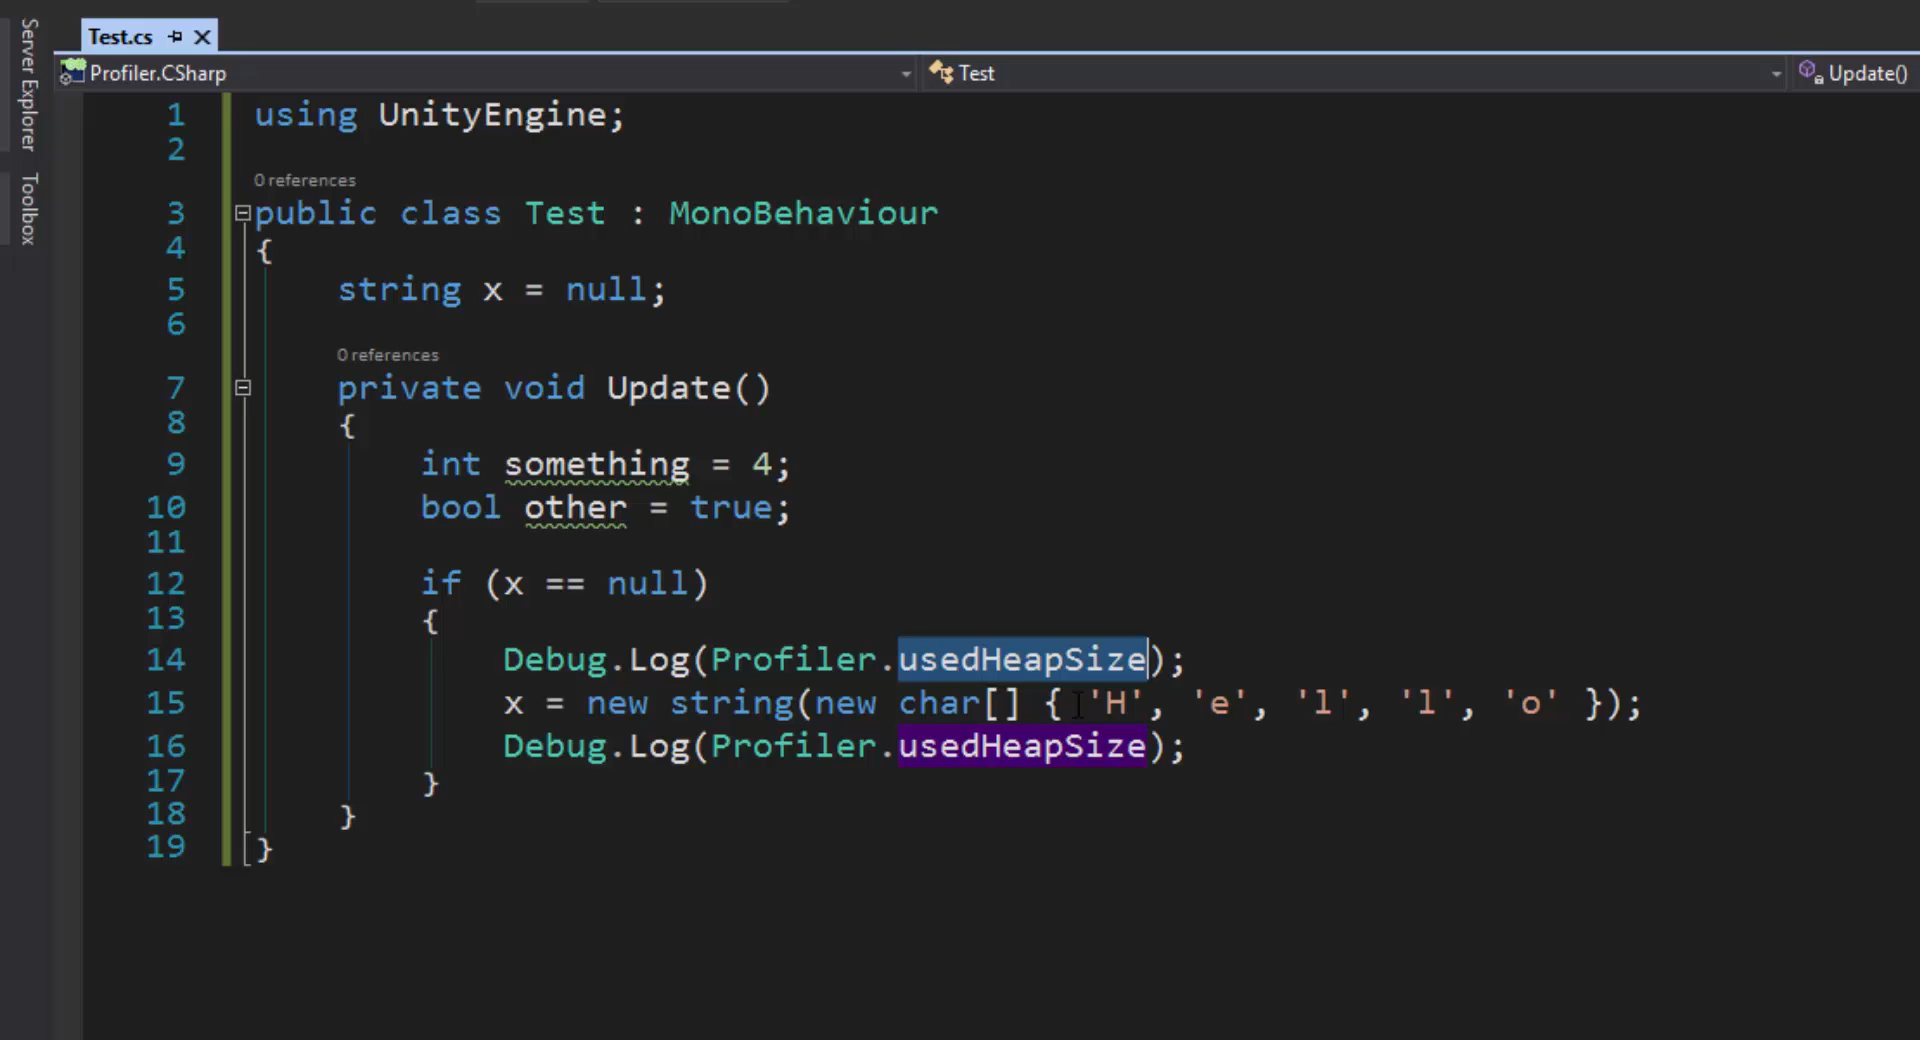 Server Explorer
Toolbox
Test.cs
Profiler.CSharp
Test
Update()
1 using UnityEngine;
2
0 references
3 public class Test : MonoBehaviour
4 {
5 string x = null;
6
0 references
7 private void Update()
8 {
9 int something = 4;
10 bool other = true;
11
12 if (x == null)
13 {
14 Debug.Log(Profiler.usedHeapSize);
15 x = new string(new char[] { 'H', 'e', 'l', 'l', 'o' });
16 Debug.Log(Profiler.usedHeapSize);
17 }
18 }
19 }